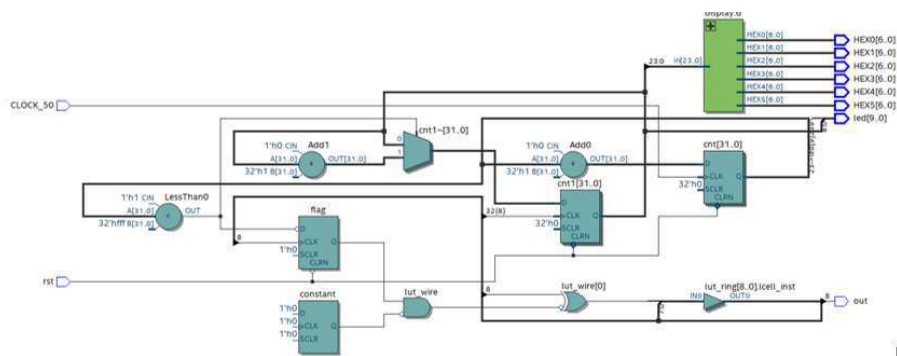 display:d
HEX0[6..0]
HEX1[6..0]
HEX2[6..0]
HEX3[6..0]
HEX4[6..0]
HEX5[6..0]
23:0
in[23..0]
HEX0[6..0]
HEX1[6..0]
HEX2[6..0]
HEX3[6..0]
HEX4[6..0]
HEX5[6..0]
led[9..0]
CLOCK_50
cnt1~[31..0]
0
1
1'h0 CIN
Add1
A[31..0]
OUT[31..0]
32'h1 B[31..0]
1'h0 CIN
Add0
A[31..0]
OUT[31..0]
32'h1 B[31..0]
cnt[31..0]
D
CLK
Q
32'h0
SCLR
CLRN
cnt1[31..0]
D
32{8}
CLK
Q
32'h0
SCLR
CLRN
1'h1 CIN
LessThan0
A[31..0]
OUT
32'hfff B[31..0]
flag
D
8
CLK
Q
1'h0
SCLR
CLRN
rst
constant
1'h0
D
1'h0
CLK
Q
1'h0
SCLR
lut_wire
8
lut_wire[0]
lut_ring[8..0].lcell_inst
IN0
OUT0
7:0
8
out